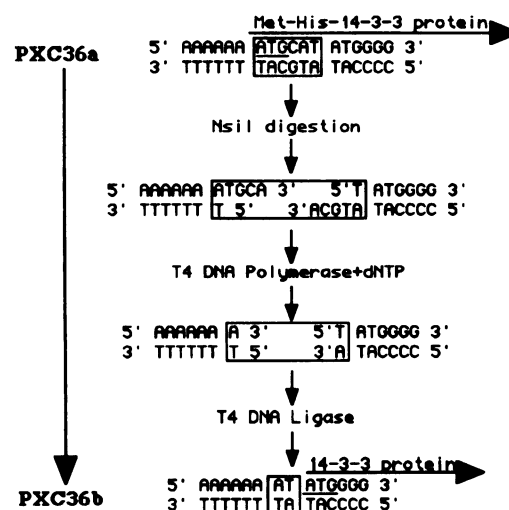 Met-His-14-3-3 protein
PXC36a
5' AAAAAA ATGCAT ATGGGG 3'
3' TTTTTT TACGTA TACCCC 5'
NsiI digestion
5' AAAAAA ATGCA 3' 5'T ATGGGG 3'
3' TTTTTT T 5' 3'ACGTA TACCCC 5'
T4 DNA Polymerase+dNTP
5' AAAAAA A 3' 5'T ATGGGG 3'
3' TTTTTT T 5' 3'A TACCCC 5'
T4 DNA Ligase
14-3-3 protein
PXC36b
5' AAAAAA AT ATGGGG 3'
3' TTTTTT TA TACCCC 5'